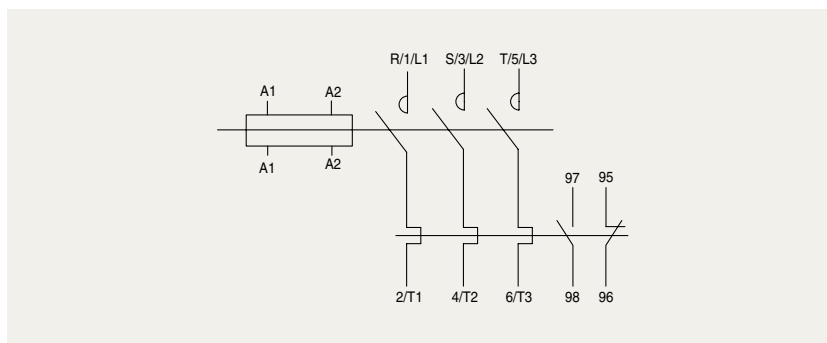 R/1/L1 S/3/L2 T/5/L3
A1 A2
A1 A2
97 95
2/T1 4/T2 6/T3 98 96